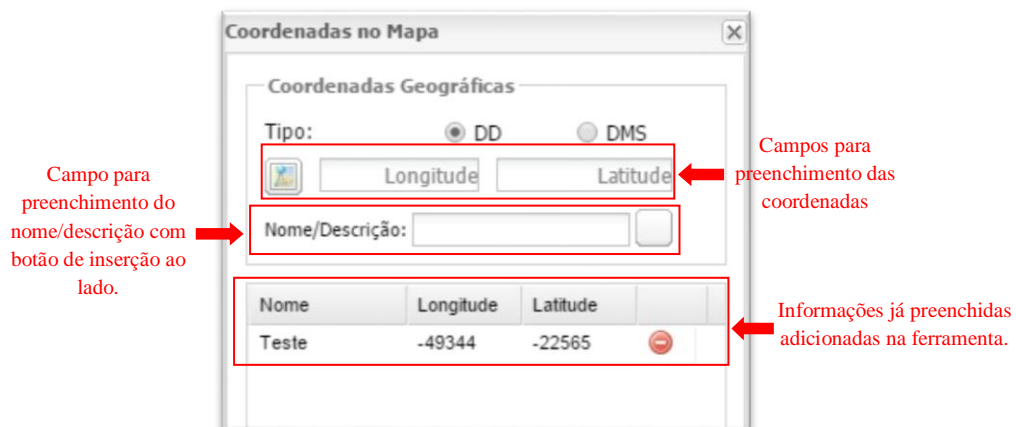 Coordenadas no Mapa
Coordenadas Geográficas
Tipo:
DD
DMS
Longitude
Latitude
Nome/Descrição:
Nome
Longitude
Latitude
Teste
-49344
-22565
Campo para
preenchimento do
nome/descrição com
botão de inserção ao
lado.
Campos para
preenchimento das
coordenadas
Informações já preenchidas
adicionadas na ferramenta.